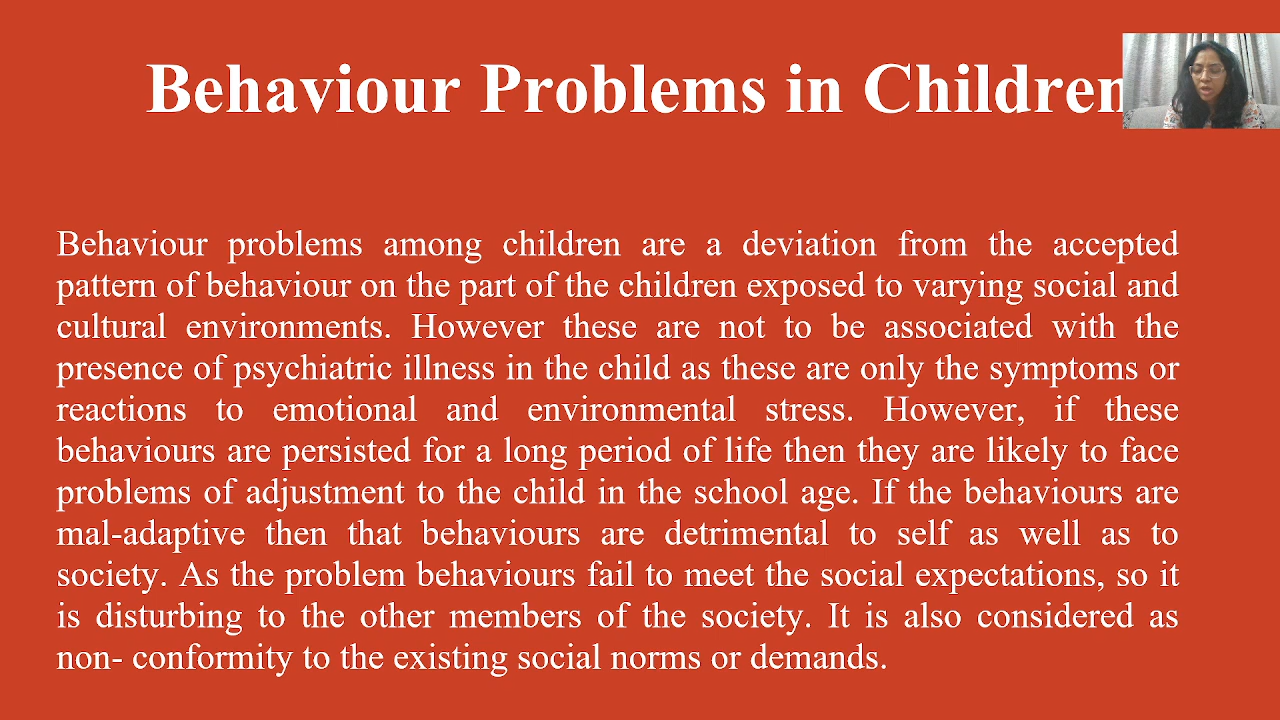 Behaviour Problems in Children
Behaviour problems among children are a deviation from the accepted
pattern of behaviour on the part of the children exposed to varying social and
cultural environments. However these are not to be associated with the
presence of psychiatric illness in the child as these are only the symptoms or
reactions to emotional and environmental stress. However, if these
behaviours are persisted for a long period of life then they are likely to face
problems of adjustment to the child in the school age. If the behaviours are
mal-adaptive then that behaviours are detrimental to self as well as to
society. As the problem behaviours fail to meet the social expectations, so it
is disturbing to the other members of the society. It is also considered as
non- conformity to the existing social norms or demands.